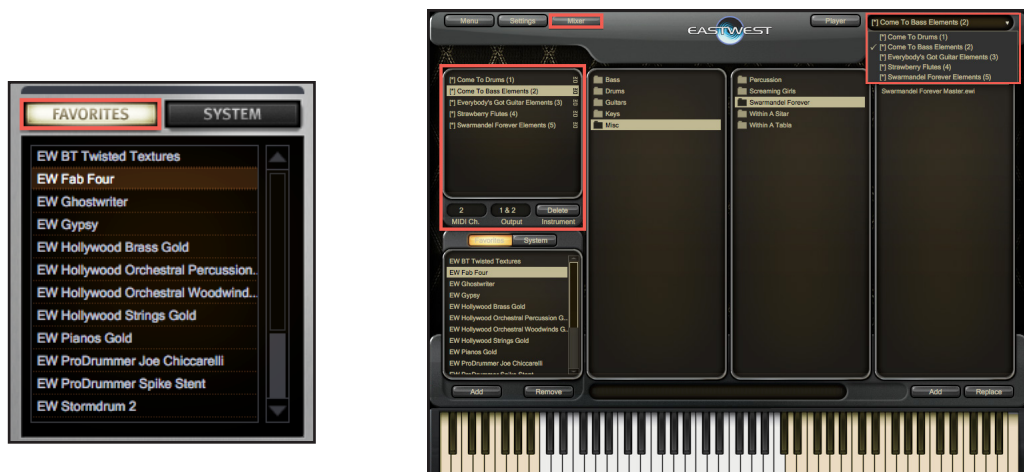 FAVORITES
SYSTEM
EW BT Twisted Textures
EW Fab Four
EW Ghostwriter
EW Gypsy
EW Hollywood Brass Gold
EW Hollywood Orchestral Percussion..
EW Hollywood Orchestral Woodwind..
EW Hollywood Strings Gold
EW Pianos Gold
EW ProDrummer Joe Chiccarelli
EW ProDrummer Spike Stent
EW Stormdrum 2
Menu
Settings
Mixer
EASTWEST
Player
[*] Come To Bass Elements (2)
[*] Come To Drums (1)
✓ [*] Come To Bass Elements (2)
[*] Everybody's Got Guitar Elements (3)
[*] Strawberry Flutes (4)
[*] Swarmandel Forever Elements (5)
[*] Come To Drums (1)
[*] Come To Bass Elements (2)
[*] Everybody's Got Guitar Elements (3)
[*] Strawberry Flutes (4)
[*] Swarmandel Forever Elements (5)
2
1 & 2
Delete
MIDI Ch.
Output
Instrument
Bass
Drums
Guitars
Keys
Misc
Percussion
Screaming Girls
Swarmandel Forever
Within A Sitar
Within A Tabla
Swarmandel Forever Master.ewi
Favorites
System
EW BT Twisted Textures
EW Fab Four
EW Ghostwriter
EW Gypsy
EW Hollywood Brass Gold
EW Hollywood Orchestral Percussion G..
EW Hollywood Orchestral Woodwinds G..
EW Hollywood Strings Gold
EW Pianos Gold
EW ProDrummer Joe Chiccarelli
EW ProDrummer Spike Stent
Add
Remove
Add
Replace